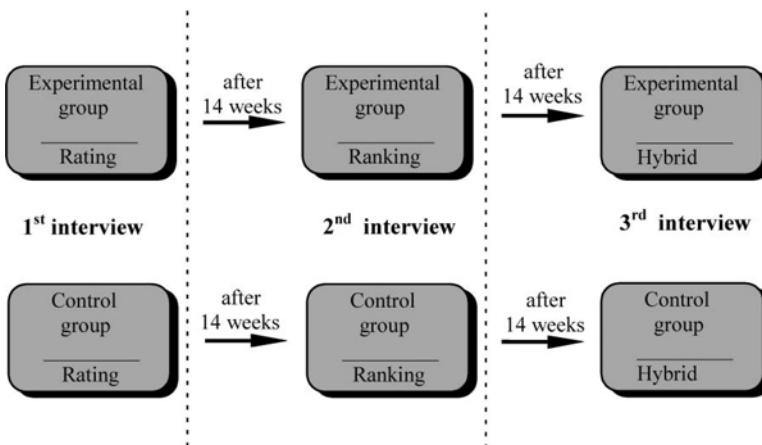 Experimental
group
Rating
after
14 weeks
Experimental
group
Ranking
after
14 weeks
Experimental
group
Hybrid
1st interview
2nd interview
3rd interview
Control
group
Rating
after
14 weeks
Control
group
Ranking
after
14 weeks
Control
group
Hybrid